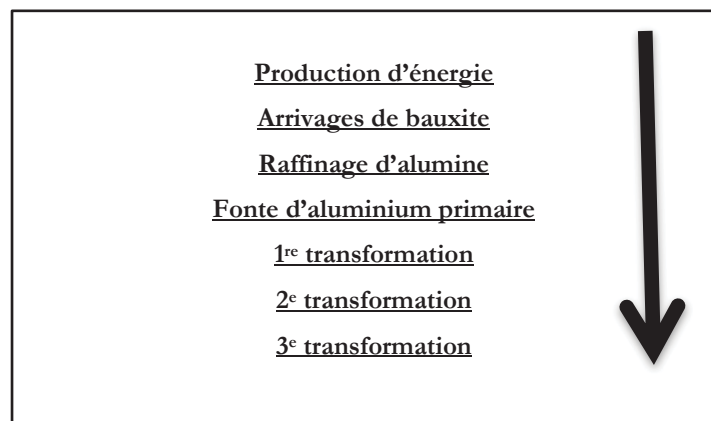 Production d’énergie
Arrivages de bauxite
Raffinage d’alumine
Fonte d’aluminium primaire
1re transformation
2e transformation
3e transformation